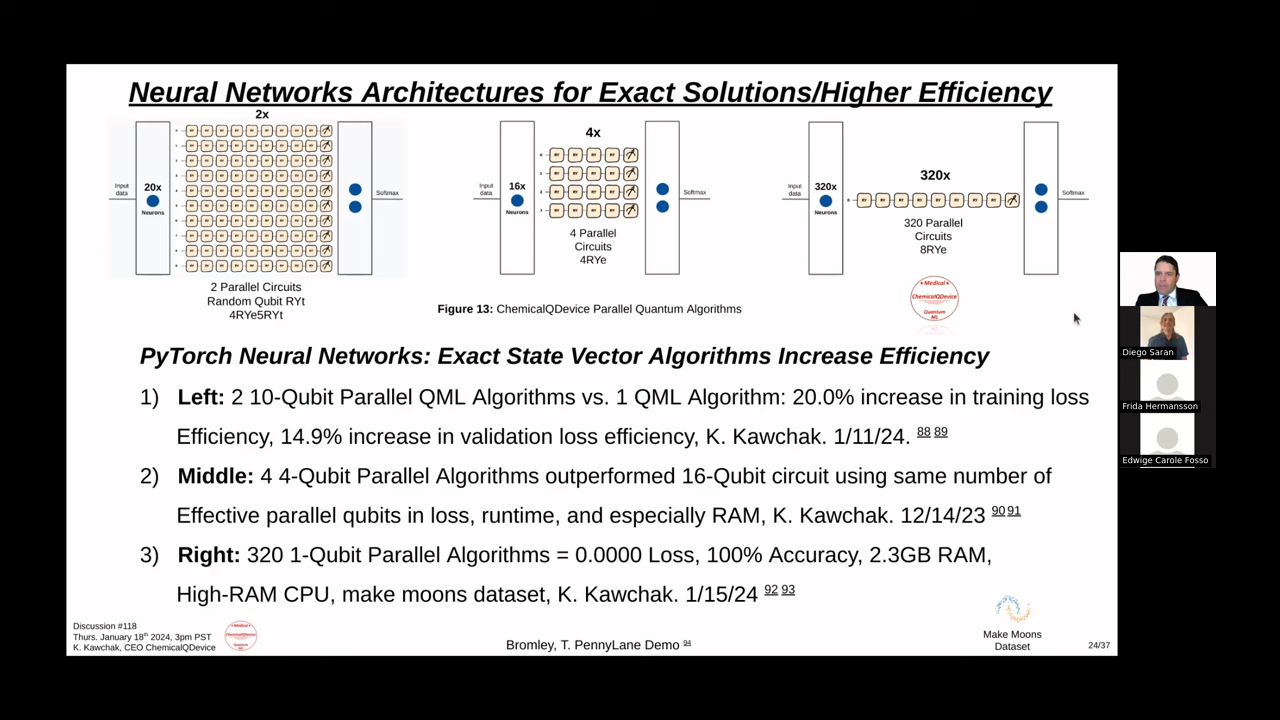 Neural Networks Architectures for Exact Solutions/Higher Efficiency
2x
Input data
20x
Neurons
Softmax
2 Parallel Circuits
Random Qubit RYt
4RYe5RYt
4x
Input data
16x
Neurons
Softmax
4 Parallel
Circuits
4RYe
320x
Input data
320x
Neurons
Softmax
320 Parallel
Circuits
8RYe
Figure 13: ChemicalQDevice Parallel Quantum Algorithms
Medical
ChemicalQDevice
Quantum
ML
PyTorch Neural Networks: Exact State Vector Algorithms Increase Efficiency
1) Left: 2 10-Qubit Parallel QML Algorithms vs. 1 QML Algorithm: 20.0% increase in training loss
Efficiency, 14.9% increase in validation loss efficiency, K. Kawchak. 1/11/24. 88 89
2) Middle: 4 4-Qubit Parallel Algorithms outperformed 16-Qubit circuit using same number of
Effective parallel qubits in loss, runtime, and especially RAM, K. Kawchak. 12/14/23 90 91
3) Right: 320 1-Qubit Parallel Algorithms = 0.0000 Loss, 100% Accuracy, 2.3GB RAM,
High-RAM CPU, make moons dataset, K. Kawchak. 1/15/24 92 93
Discussion #118
Thurs. January 18th 2024, 3pm PST
K. Kawchak, CEO ChemicalQDevice
Bromley, T. PennyLane Demo 94
Make Moons
Dataset
24/37
Diego Saran
Frida Hermansson
Edwige Carole Fosso